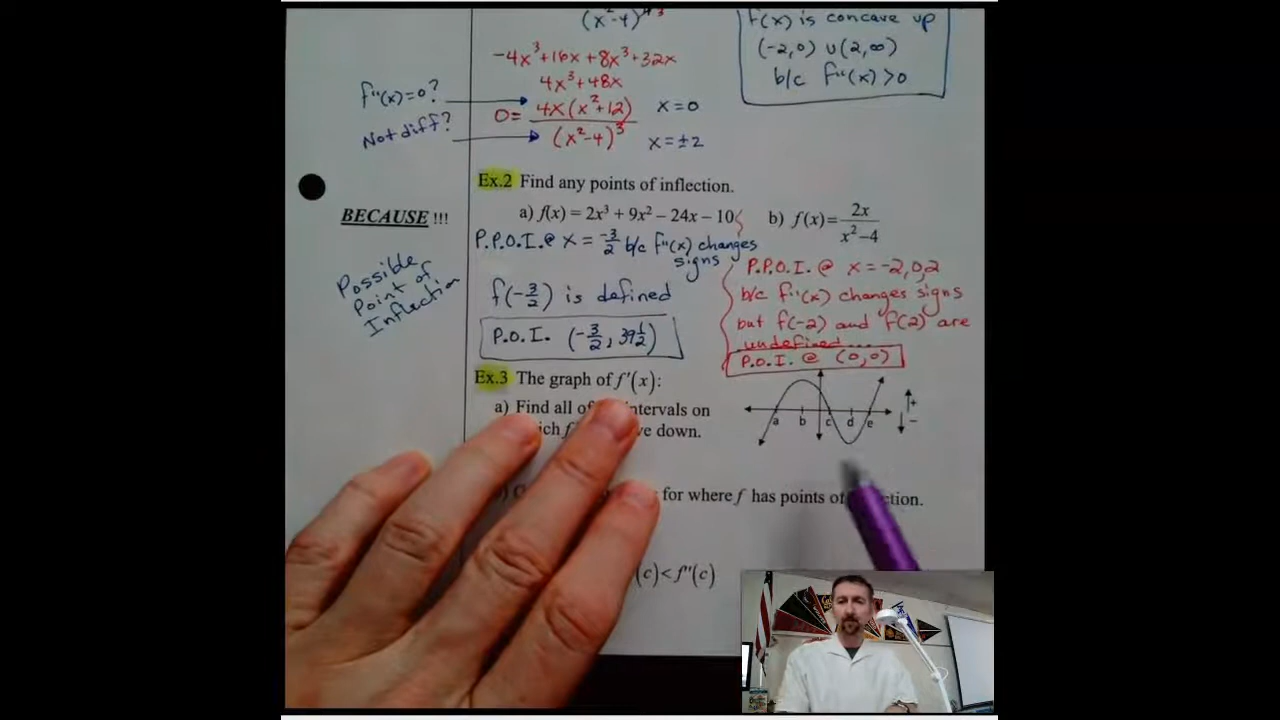 (x²-4)⁴ ³
-4x³+16x+8x³+32x
4x³+48x
f''(x)=0?
0= 4x(x²+12) x=0
Not diff?
(x²-4)³ x=±2
f(x) is concave up
(-2,0) ∪ (2,∞)
b/c f''(x)>0
Ex.2 Find any points of inflection.
BECAUSE !!!
a) f(x) = 2x³ + 9x² − 24x − 10
b) f(x)= 2x
x² − 4
Possible
Point of
Inflection
P.P.O.I. @ x = -3/2 b/c f''(x) changes
signs
f(-3/2) is defined
P.O.I. (-3/2, 39 1/2)
P.P.O.I. @ x = -2,0,2
b/c f''(x) changes signs
but f(-2) and f(2) are
undefined...
P.O.I. @ (0,0)
Ex.3 The graph of f'(x):
a) Find all of intervals on
down.
a b c d e
+
-
for where f has points of
(c) < f''(c)